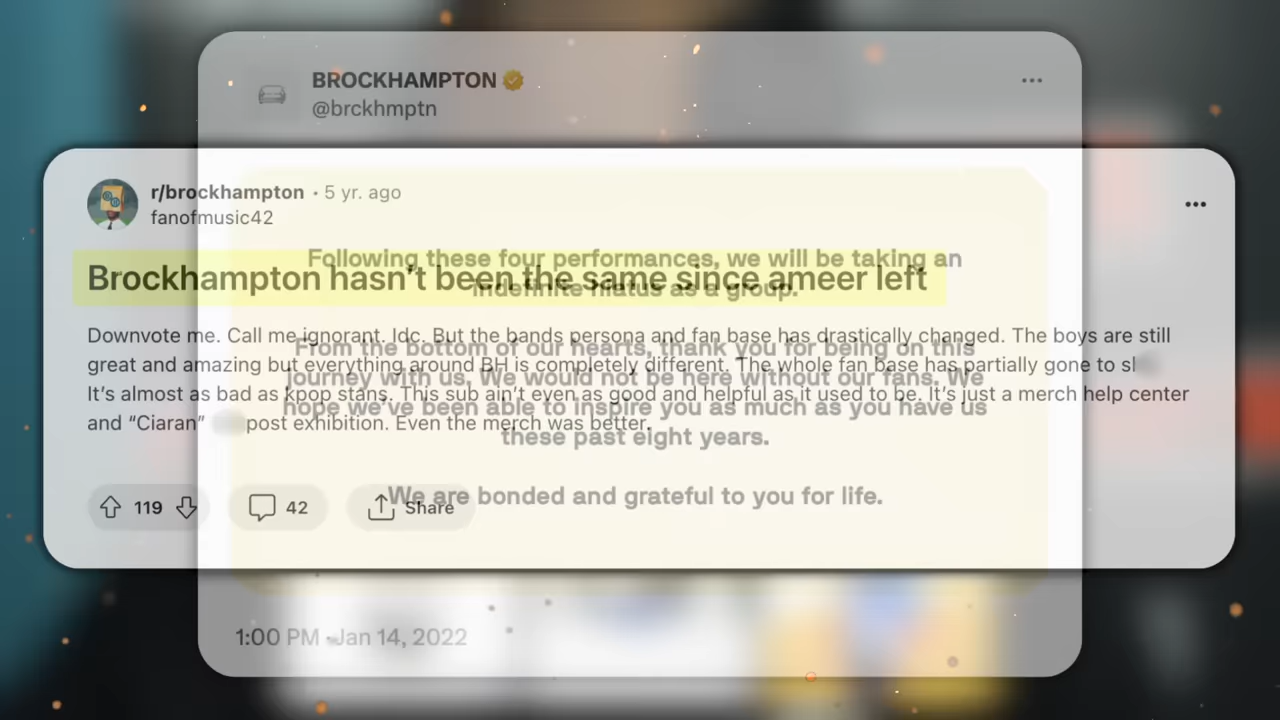 BROCKHAMPTON
@brckhmptn
r/brockhampton • 5 yr. ago
fanofmusic42
Following these four performances, we will be taking an
indefinite hiatus as a group.
Brockhampton hasn't been the same since ameer left
Downvote me. Call me ignorant. Idc. But the bands persona and fan base has drastically changed. The boys are still
great and amazing but everything around BH is completely different. The whole fan base has partially gone to
It's almost as bad as kpop stans. This sub ain't even as good and helpful as it used to be. It's just a merch help center
and “Ciaran” post exhibition. Even the merch was better.
From the bottom of our hearts, thank you for being on this
journey with us. We would not be here without our fans. We
hope we've been able to inspire you as much as you have us
these past eight years.
We are bonded and grateful to you for life.
119
42
Share
1:00 PM · Jan 14, 2022